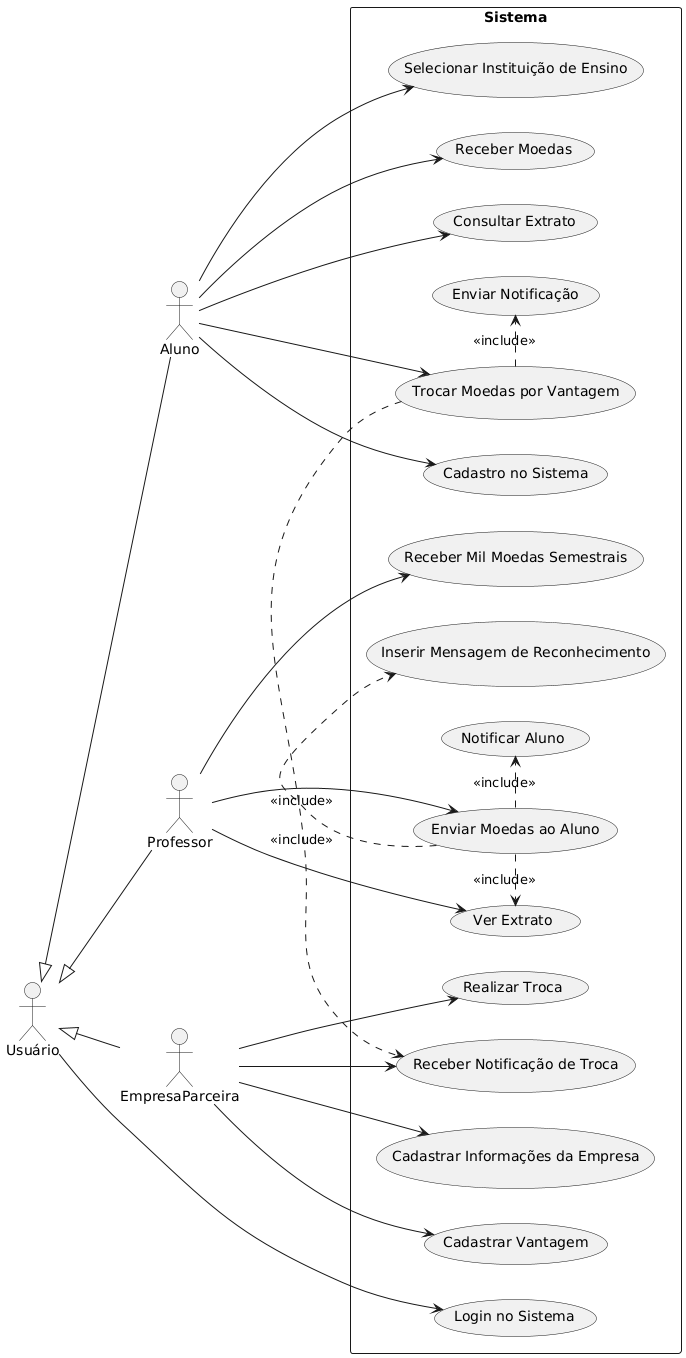 Sistema
Selecionar Instituição de Ensino
Receber Moedas
Consultar Extrato
Enviar Notificação
«include»
Aluno
Trocar Moedas por Vantagem
Cadastro no Sistema
Receber Mil Moedas Semestrais
Inserir Mensagem de Reconhecimento
Notificar Aluno
«include»
«include»
Enviar Moedas ao Aluno
Professor
«include»
«include»
Ver Extrato
Realizar Troca
Usuário
Receber Notificação de Troca
EmpresaParceira
Cadastrar Informações da Empresa
Cadastrar Vantagem
Login no Sistema